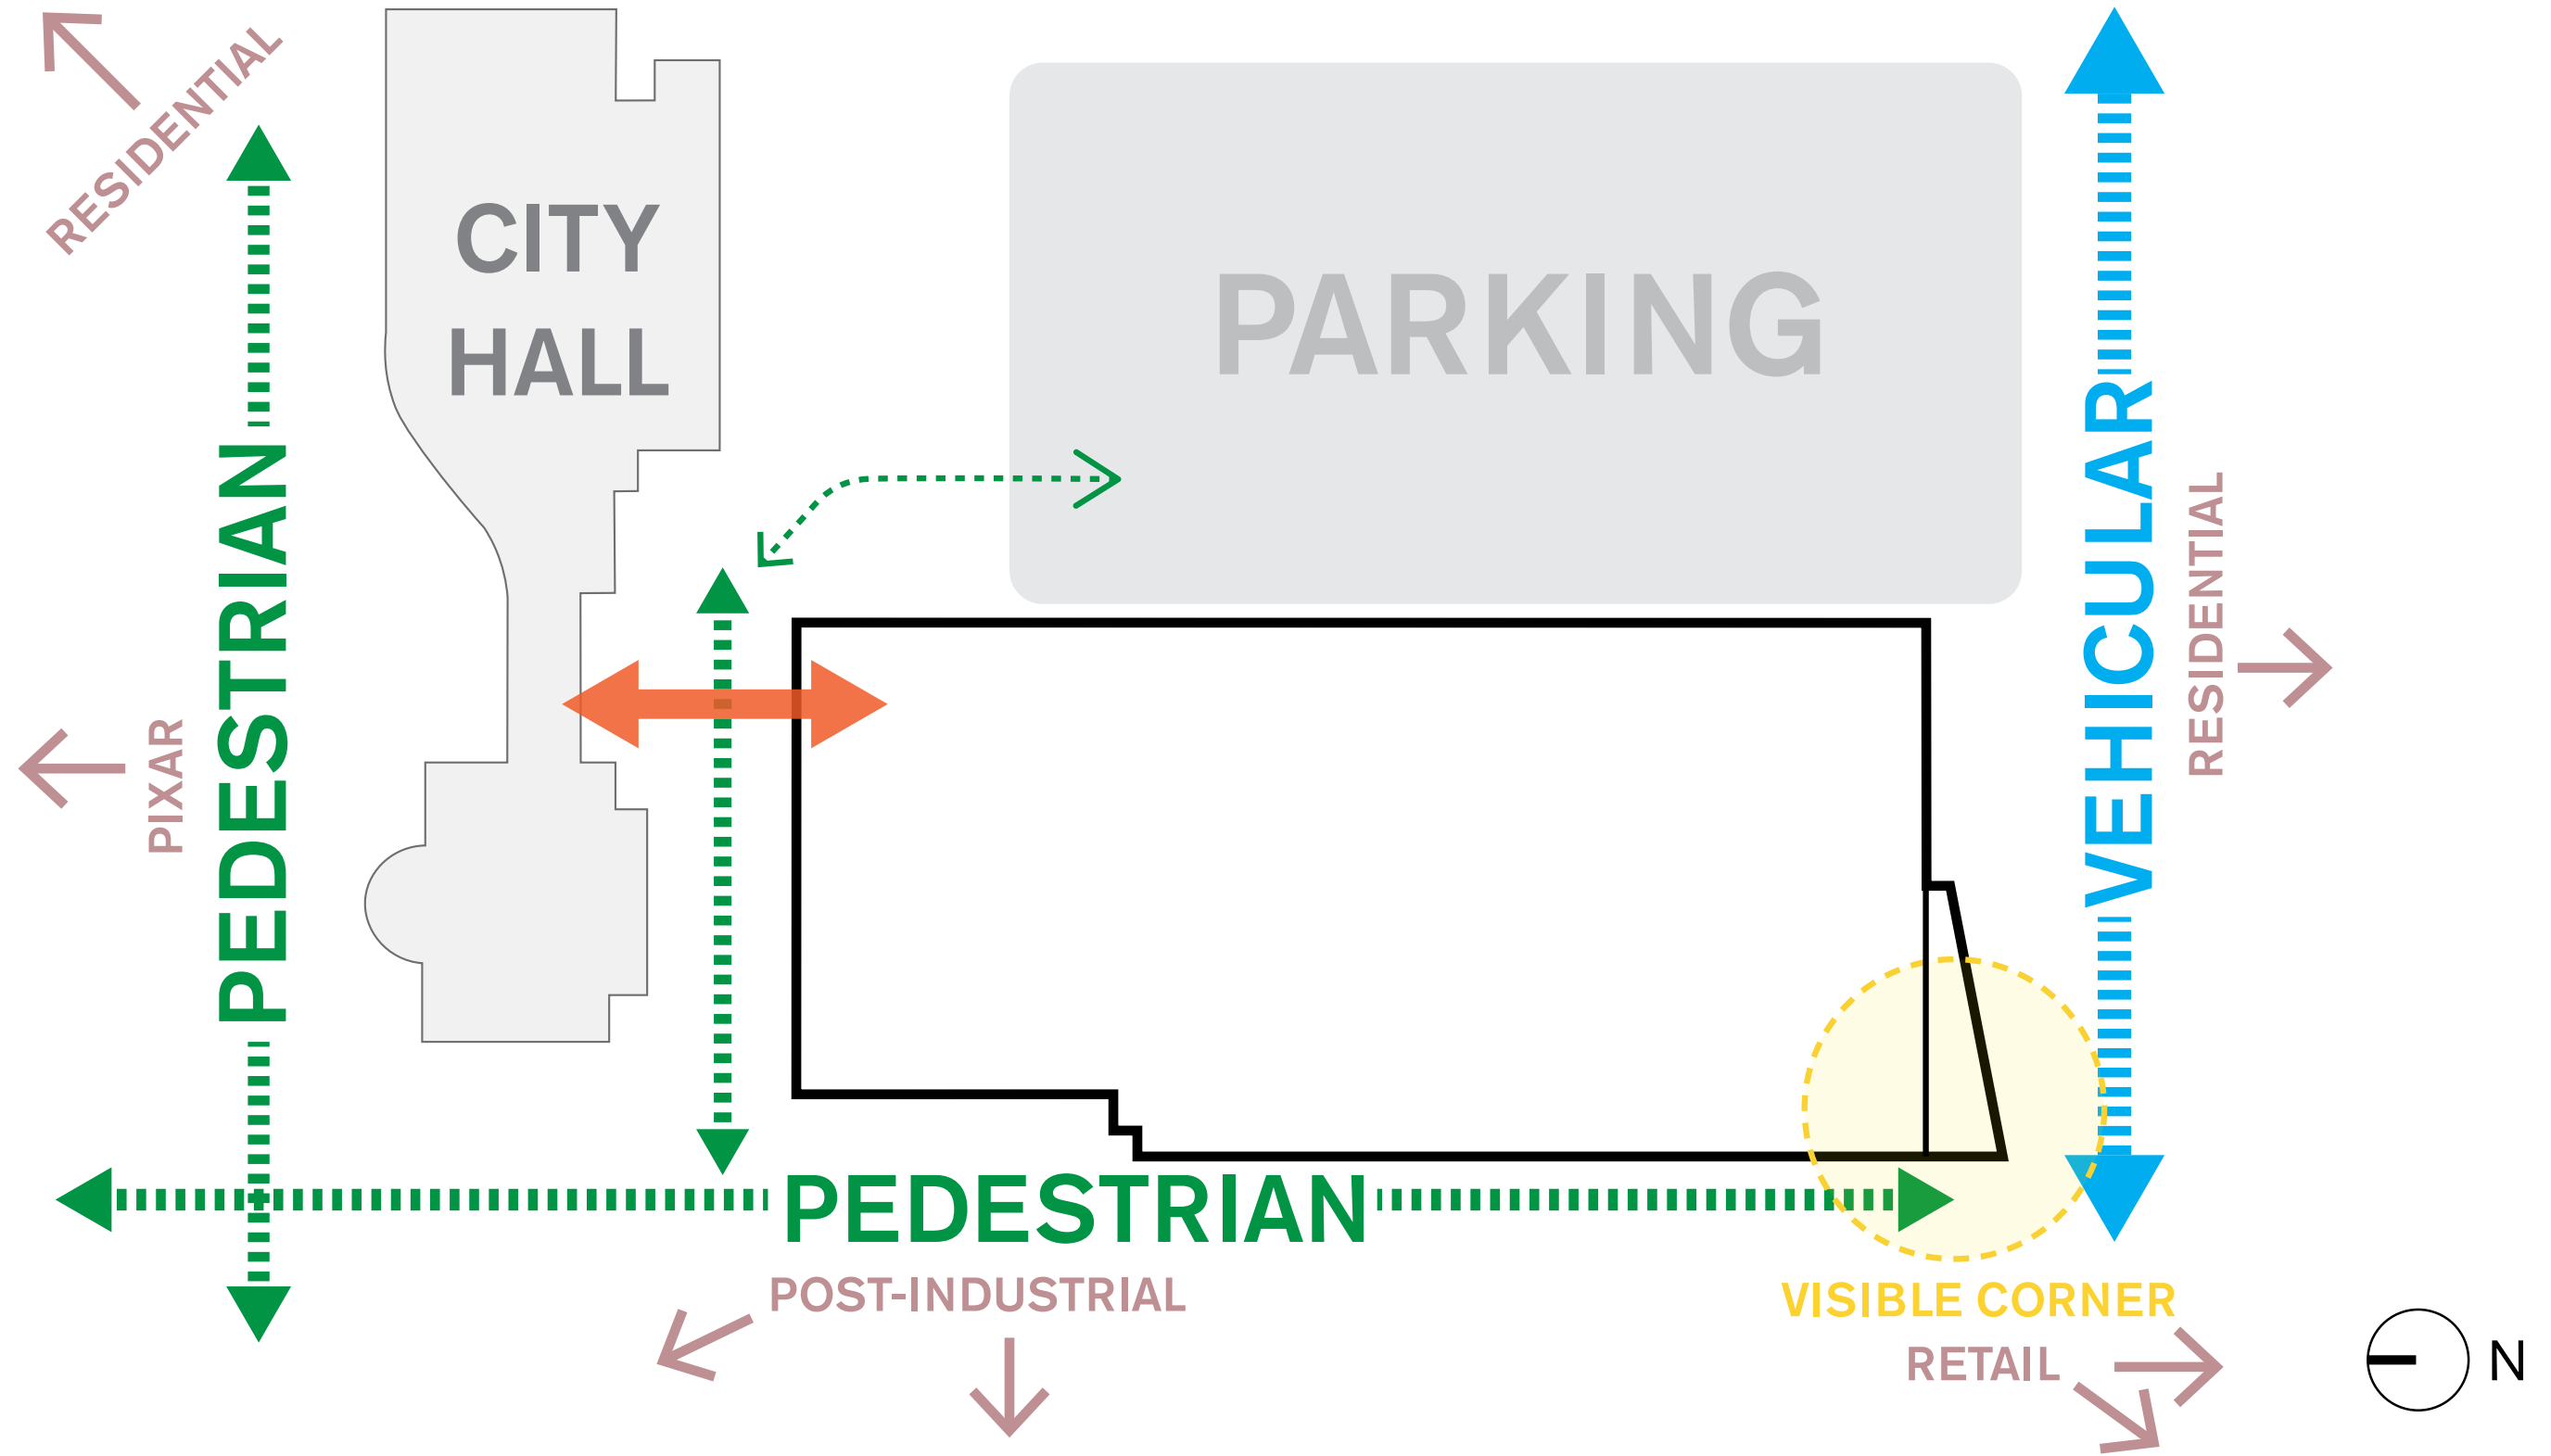 RESIDENTIAL
CITY
HALL
PARKING
PEDESTRIAN
VEHICULAR
RESIDENTIAL
PIXAR
PEDESTRIAN
POST-INDUSTRIAL
VISIBLE CORNER
RETAIL
N